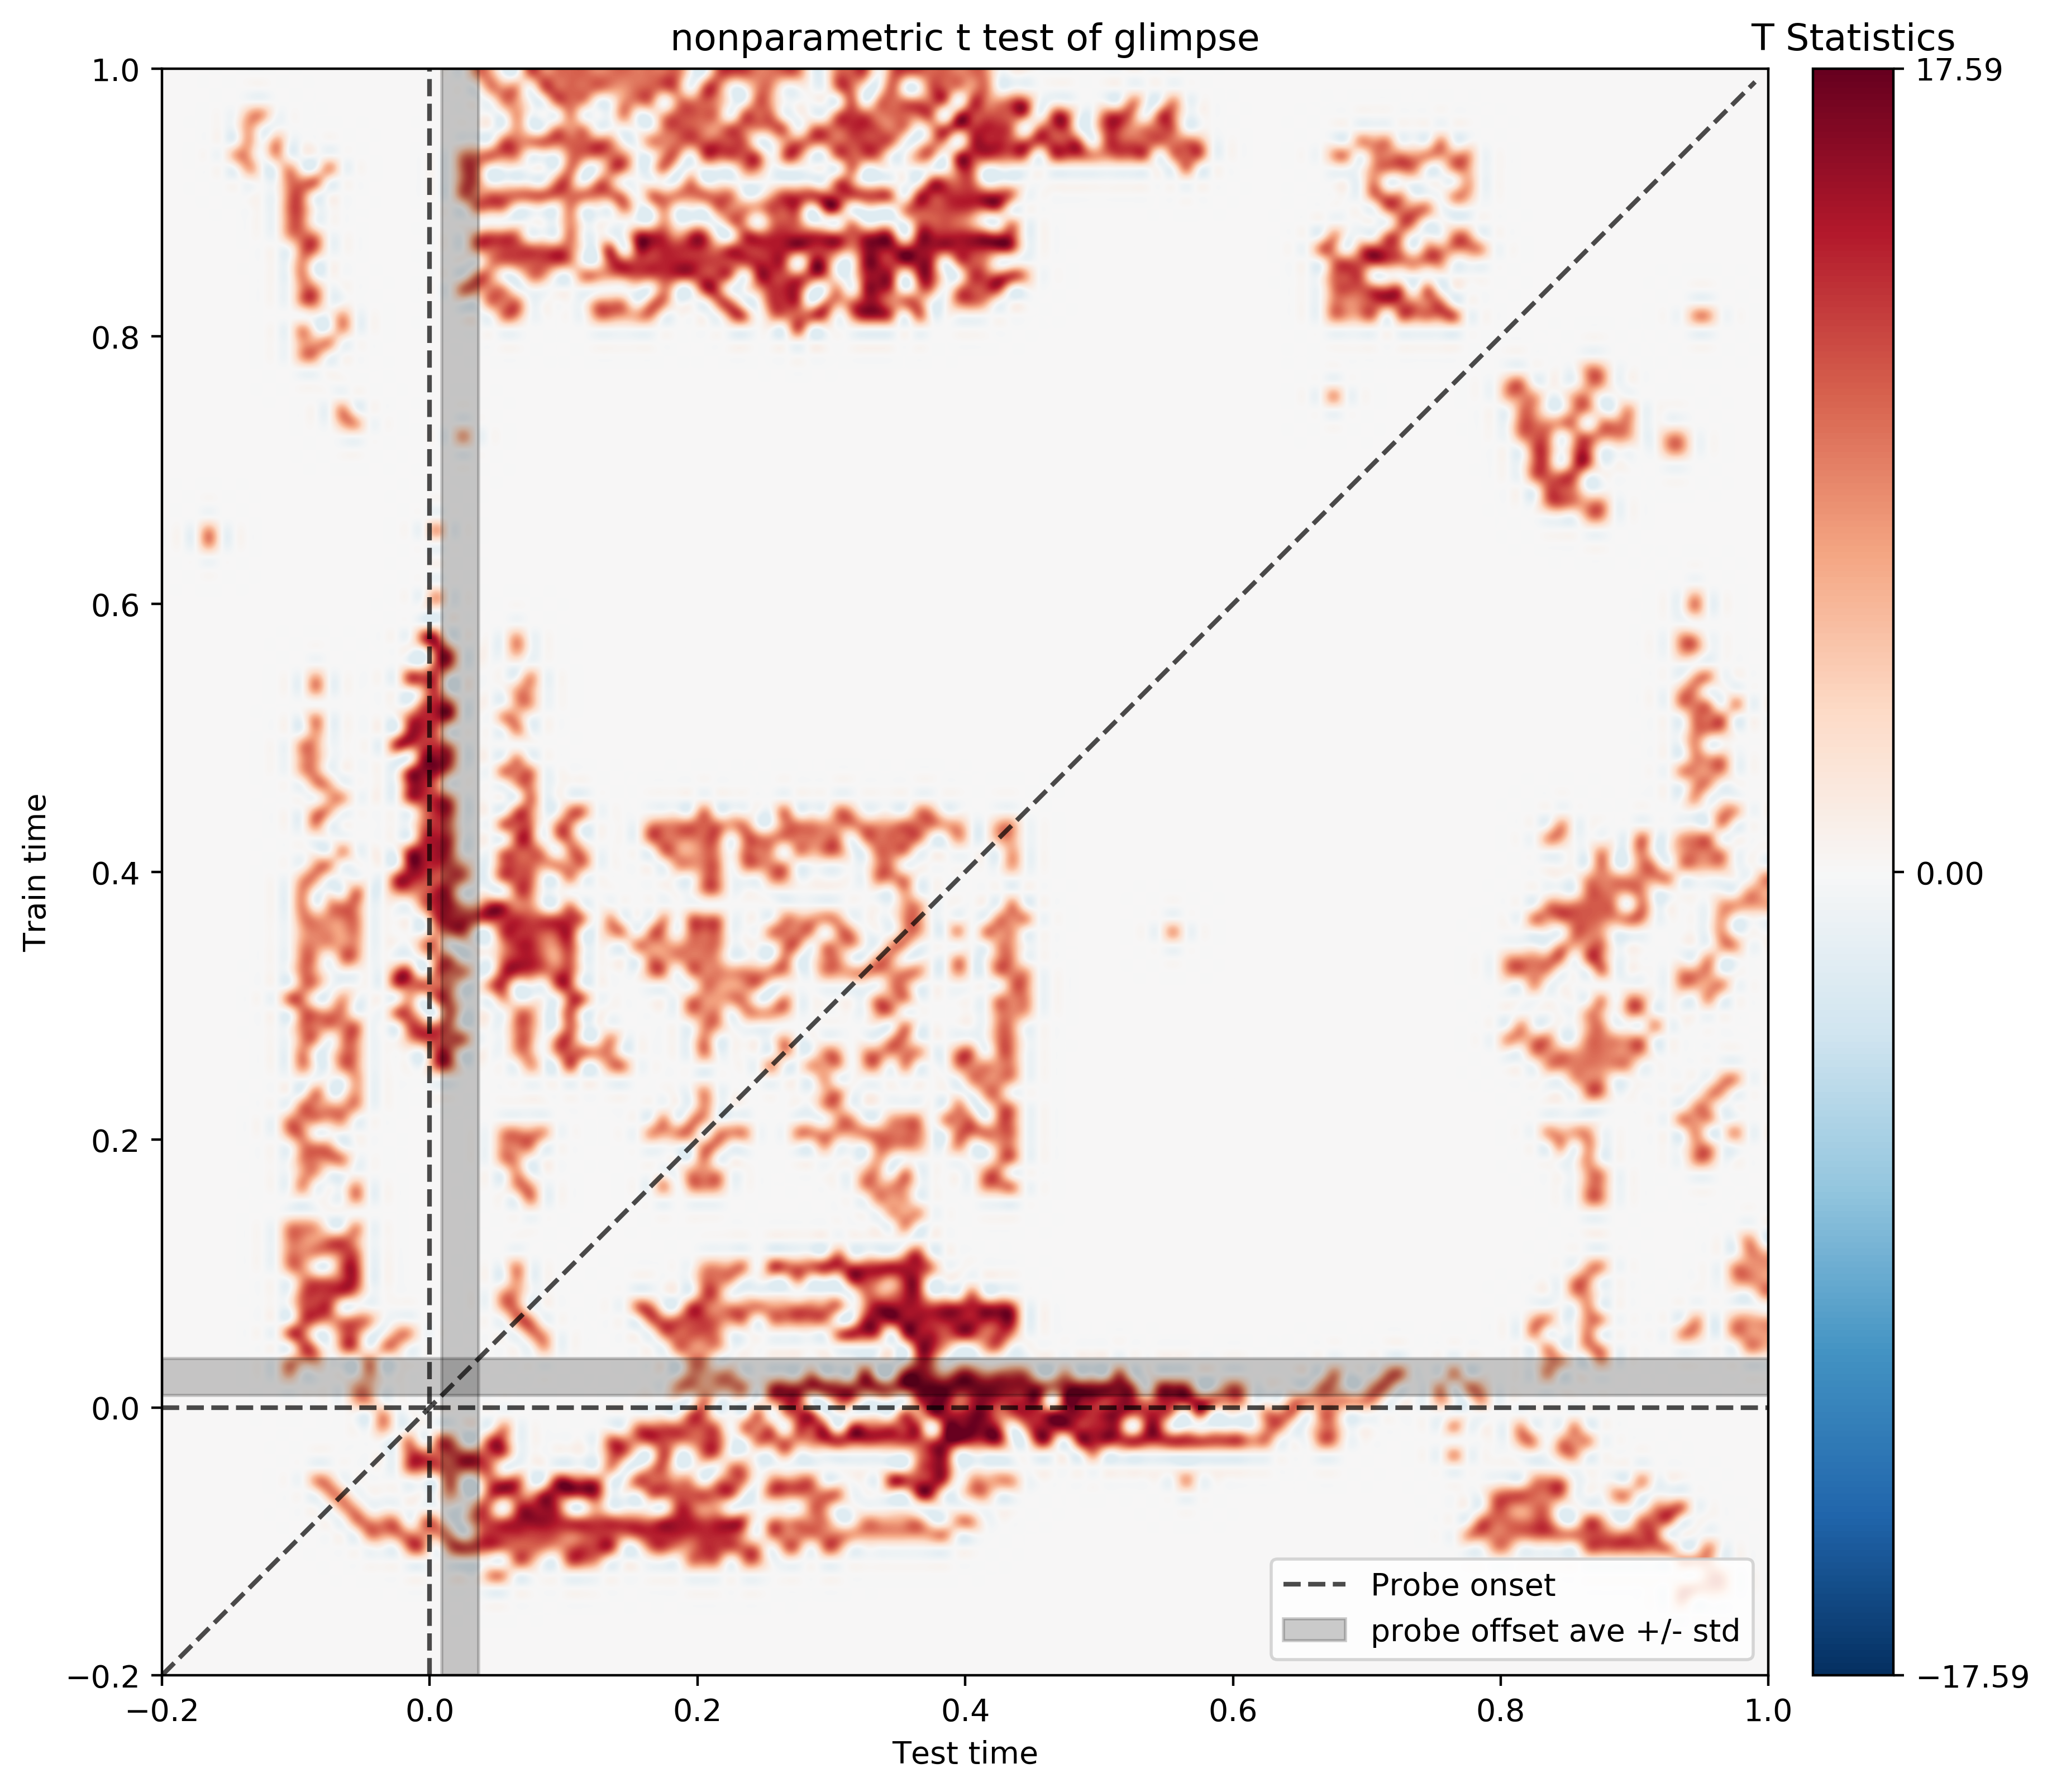 nonparametric t test of glimpse
T Statistics
17.59
0.00
−17.59
1.0
0.8
0.6
0.4
0.2
0.0
−0.2
Train time
−0.2
0.0
0.2
0.4
0.6
0.8
1.0
Test time
Probe onset
probe offset ave +/- std